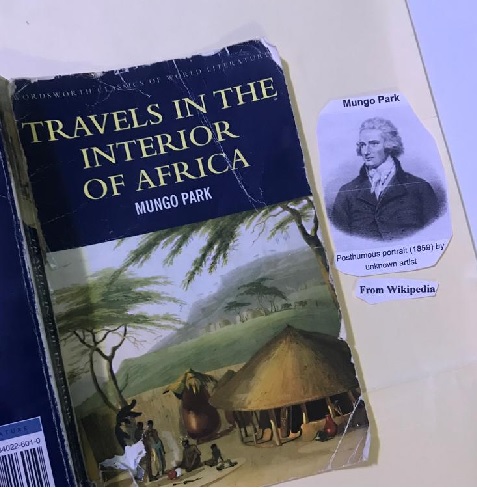 WORDSWORTH CLASSICS OF WORLD LITERATURE
TRAVELS IN THE
INTERIOR
OF AFRICA
MUNGO PARK
Mungo Park
Posthumous portrait (1859) by
unknown artist
From Wikipedia